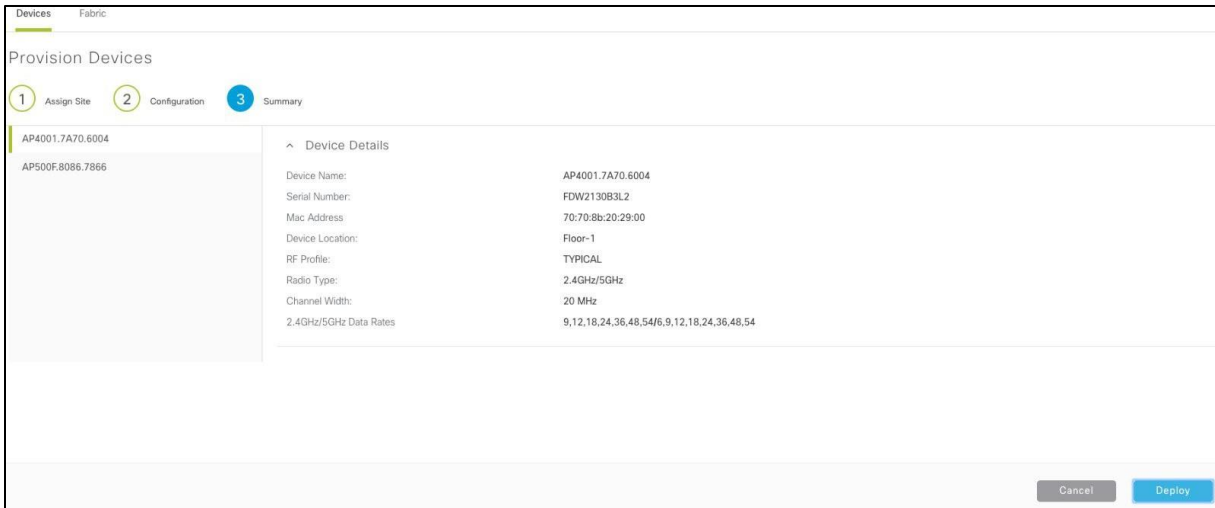 Devices Fabric
Provision Devices
1 Assign Site 2 Configuration 3 Summary
AP4001.7A70.6004
AP500F.8086.7866
Device Details
Device Name: AP4001.7A70.6004
Serial Number: FDW2130B3L2
Mac Address 70:70:8b:20:29:00
Device Location: Floor-1
RF Profile: TYPICAL
Radio Type: 2.4GHz/5GHz
Channel Width: 20 MHz
2.4GHz/5GHz Data Rates 9,12,18,24,36,48,54/6,9,12,18,24,36,48,54
Cancel Deploy